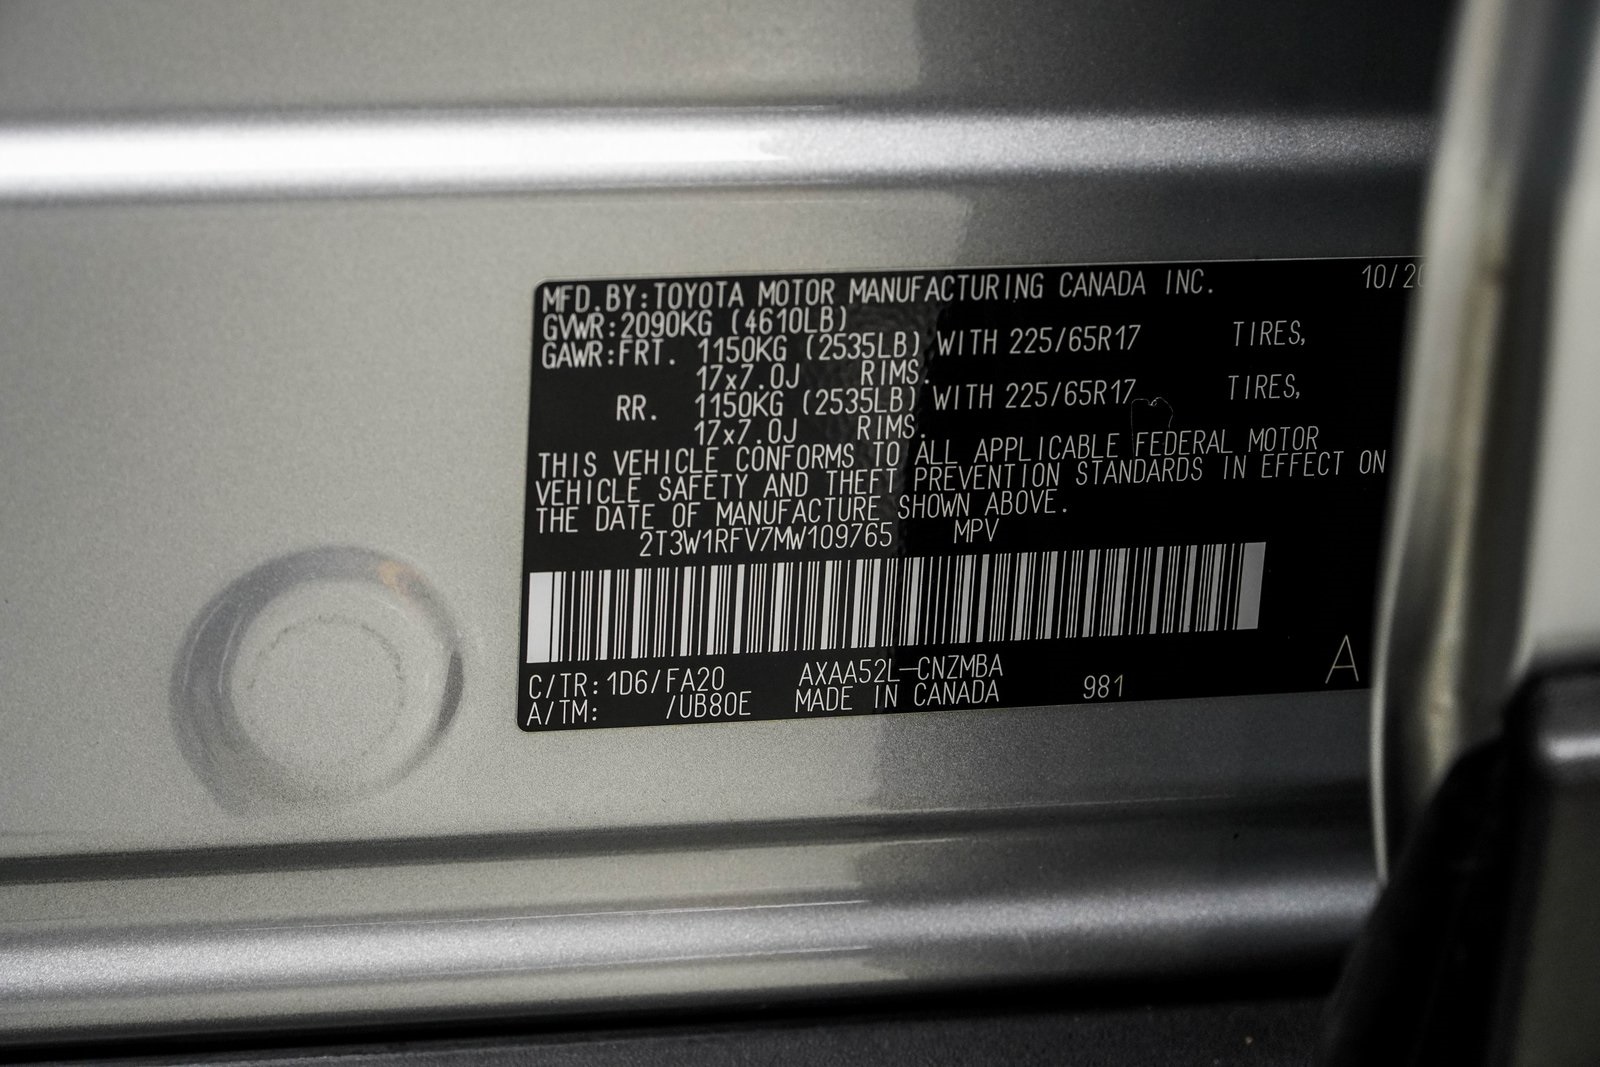 MFD.BY:TOYOTA MOTOR MANUFACTURING CANADA INC. 10/20
GVWR:2090KG (4610LB)
GAWR:FRT. 1150KG (2535LB) WITH 225/65R17 TIRES,
17x7.0J RIMS.
RR. 1150KG (2535LB) WITH 225/65R17 TIRES,
17x7.0J RIMS.
THIS VEHICLE CONFORMS TO ALL APPLICABLE FEDERAL MOTOR
VEHICLE SAFETY AND THEFT PREVENTION STANDARDS IN EFFECT ON
THE DATE OF MANUFACTURE SHOWN ABOVE.
2T3W1RFV7MW109765 MPV
C/TR:1D6/FA20 AXAA52L-CNZMBA
A/TM: /UB80E MADE IN CANADA 981 A